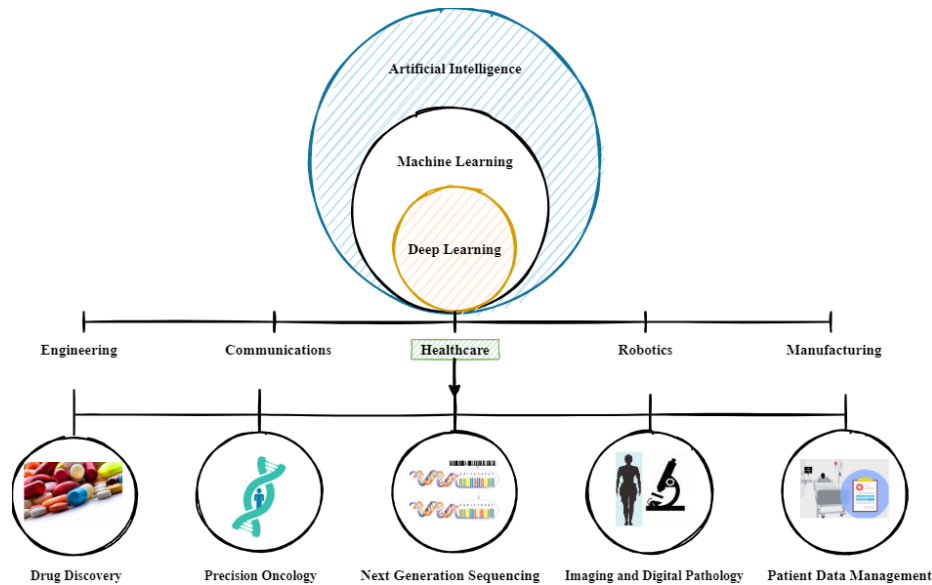 Artificial Intelligence
Machine Learning
Deep Learning
Engineering Communications Healthcare Robotics Manufacturing
Drug Discovery Precision Oncology Next Generation Sequencing Imaging and Digital Pathology Patient Data Management